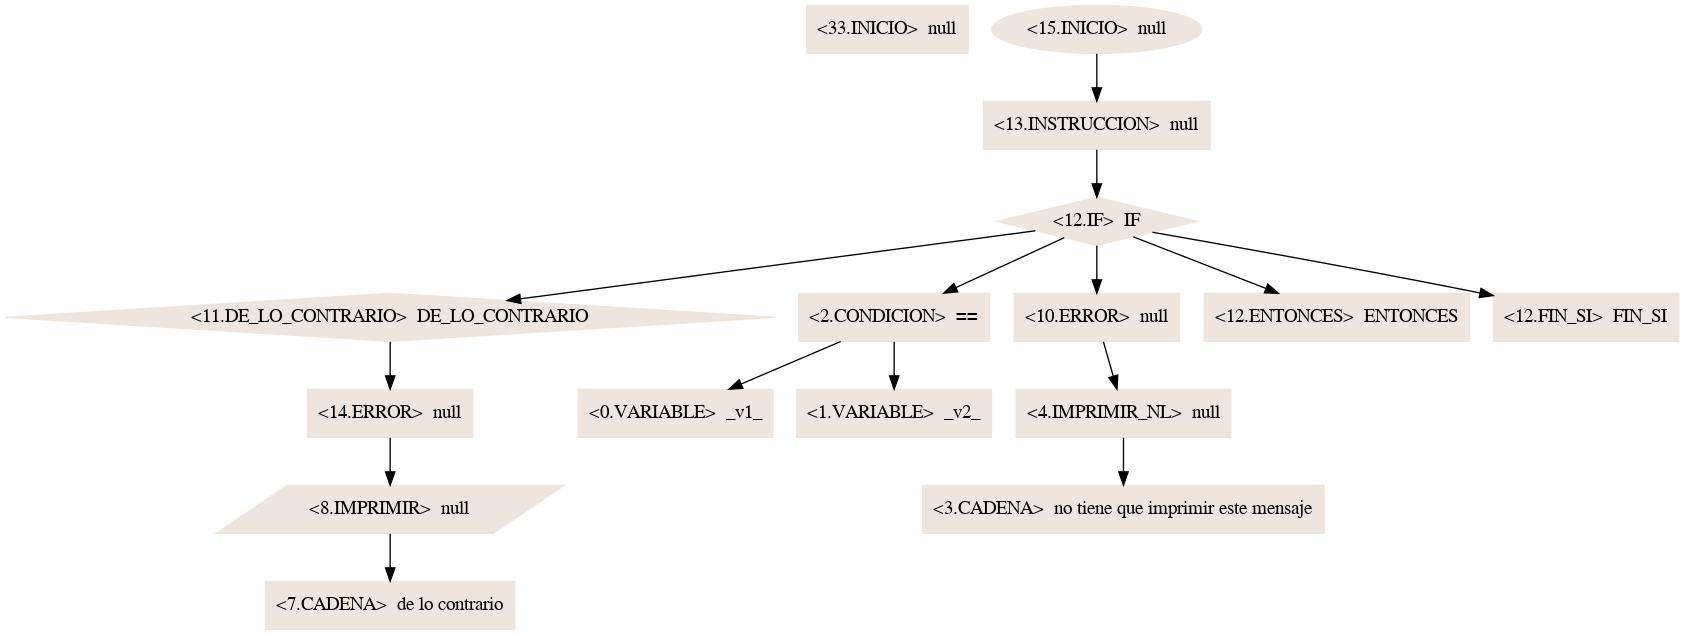 <33.INICIO> null
<15.INICIO> null
<13.INSTRUCCION> null
<12.IF> IF
<11.DE_LO_CONTRARIO> DE_LO_CONTRARIO
<2.CONDICION> ==
<10.ERROR> null
<12.ENTONCES> ENTONCES
<12.FIN_SI> FIN_SI
<14.ERROR> null
<0.VARIABLE> _v1_
<1.VARIABLE> _v2_
<4.IMPRIMIR_NL> null
<8.IMPRIMIR> null
<3.CADENA> no tiene que imprimir este mensaje
<7.CADENA> de lo contrario